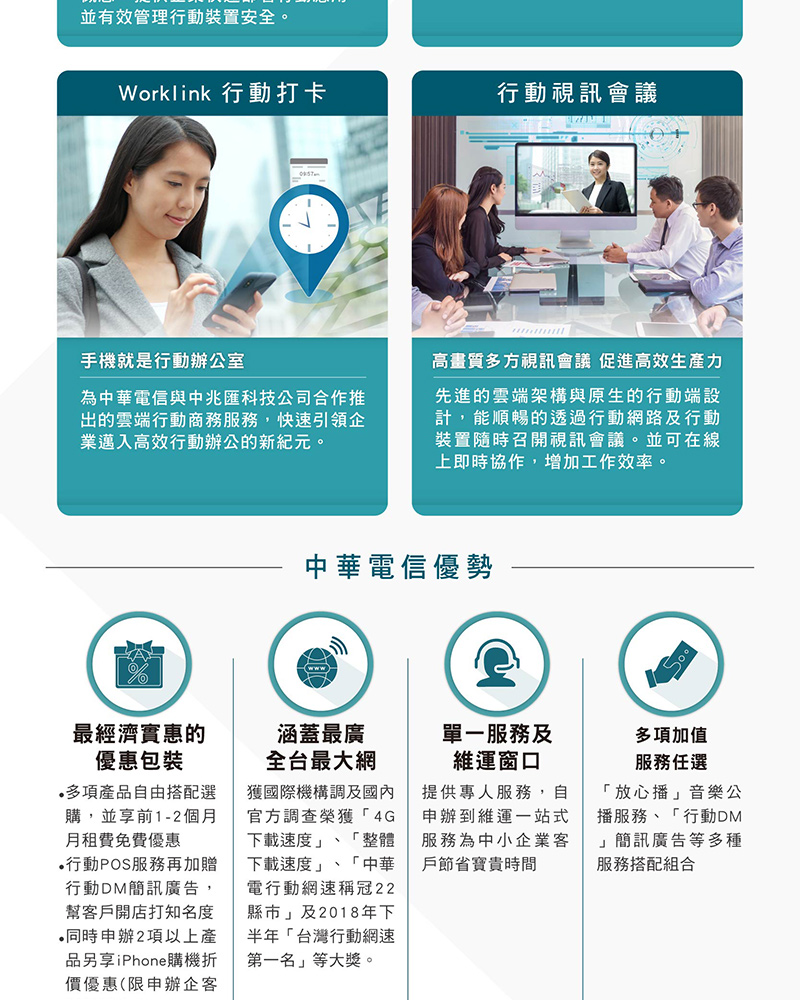 並有效管理行動裝置安全。
Worklink 行動打卡
09:57am
手機就是行動辦公室
為中華電信與中兆匯科技公司合作推
出的雲端行動商務服務，快速引領企
業邁入高效行動辦公的新紀元。
行動視訊會議
高畫質多方視訊會議 促進高效生產力
先進的雲端架構與原生的行動端設
計，能順暢的透過行動網路及行動
裝置隨時召開視訊會議。並可在線
上即時協作，增加工作效率。
中華電信優勢
%
最經濟實惠的
優惠包裝
•多項產品自由搭配選
購，並享前1-2個月
月租費免費優惠
•行動POS服務再加贈
行動DM簡訊廣告，
幫客戶開店打知名度
•同時申辦2項以上產
品另享iPhone購機折
價優惠(限申辦企客
www
涵蓋最廣
全台最大網
獲國際機構調及國內
官方調查榮獲「4G
下載速度」、「整體
下載速度」、「中華
電行動網速稱冠22
縣市」及2018年下
半年「台灣行動網速
第一名」等大獎。
單一服務及
維運窗口
提供專人服務，自
申辦到維運一站式
服務為中小企業客
戶節省寶貴時間
多項加值
服務任選
「放心播」音樂公
播服務、「行動DM
」簡訊廣告等多種
服務搭配組合